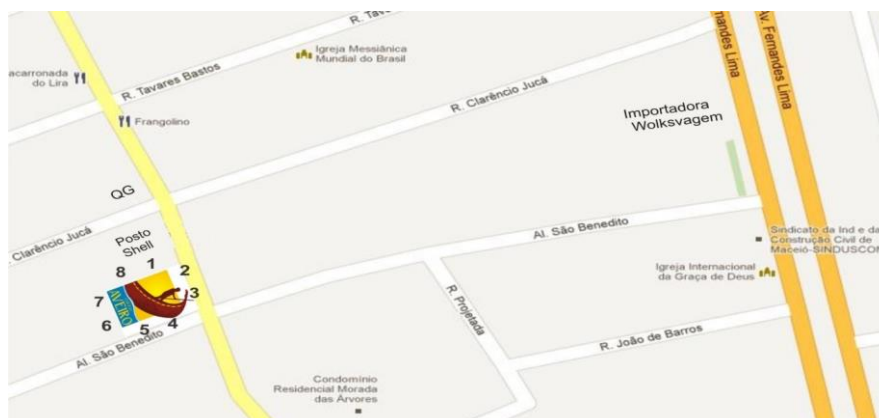 R. Tav
R. Tavares Bastos
acarronada
do Lira
Frangolino
Igreja Messiânica
Mundial do Brasil
R. Clarêncio Jucá
Importadora
Wolksvagem
rnandes Lima
Av. Fernandes Lima
QG
Clarêncio Jucá
Posto
Shell
1
2
3
4
5
6
7
8
AVEIRO
Al. São Benedito
Al. São Benedito
Sindicato da Ind e da
Construção Civil de
Maceió-SINDUSCON
Igreja Internacional
da Graça de Deus
R. Projetada
R. João de Barros
Condomínio
Residencial Morada
das Árvores